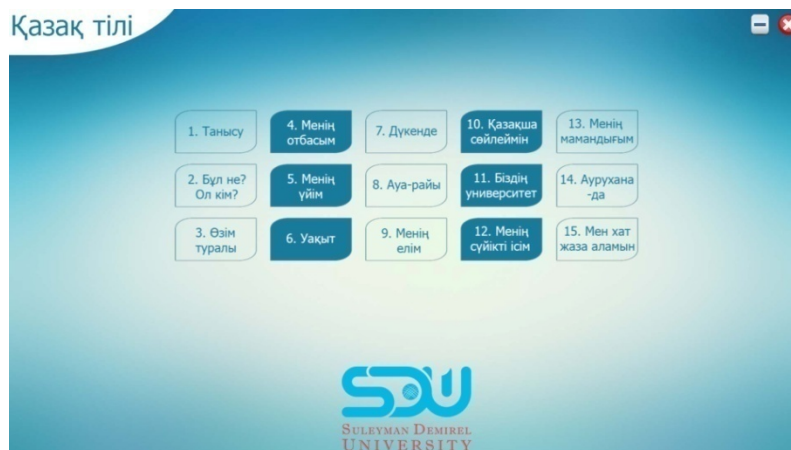 Қазақ тілі
1. Танысу
2. Бұл не?
Ол кім?
3. Өзім
туралы
4. Менің
отбасым
5. Менің
үйім
6. Уақыт
7. Дүкенде
8. Ауа-райы
9. Менің
елім
10. Қазақша
сөйлеймін
11. Біздің
университет
12. Менің
сүйікті ісім
13. Менің
мамандығым
14. Аурухана
-да
15. Мен хат
жаза аламын
SDU
SULEYMAN DEMIREL
UNIVERSITY